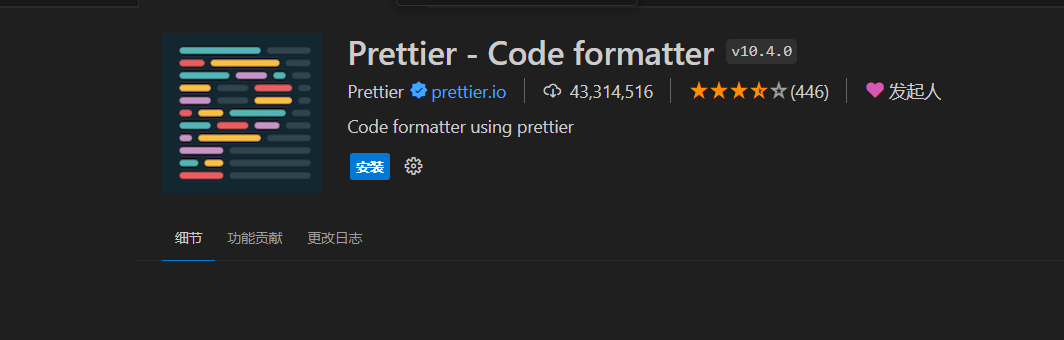 Prettier - Code formatter v10.4.0
Prettier prettier.io 43,314,516 (446) 发起人
Code formatter using prettier
安装
细节 功能贡献 更改日志